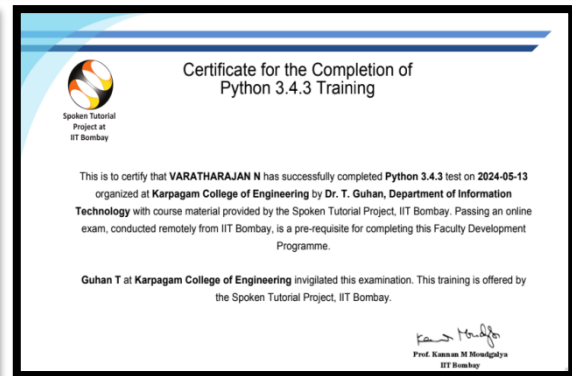 Certificate for the Completion of
Python 3.4.3 Training
Spoken Tutorial
Project at
IIT Bombay
This is to certify that VARATHARAJAN N has successfully completed Python 3.4.3 test on 2024-05-13
organized at Karpagam College of Engineering by Dr. T. Guhan, Department of Information
Technology with course material provided by the Spoken Tutorial Project, IIT Bombay. Passing an online
exam, conducted remotely from IIT Bombay, is a pre-requisite for completing this Faculty Development
Programme.
Guhan T at Karpagam College of Engineering invigilated this examination. This training is offered by
the Spoken Tutorial Project, IIT Bombay.
Prof. Kannan M Moudgalya
IIT Bombay